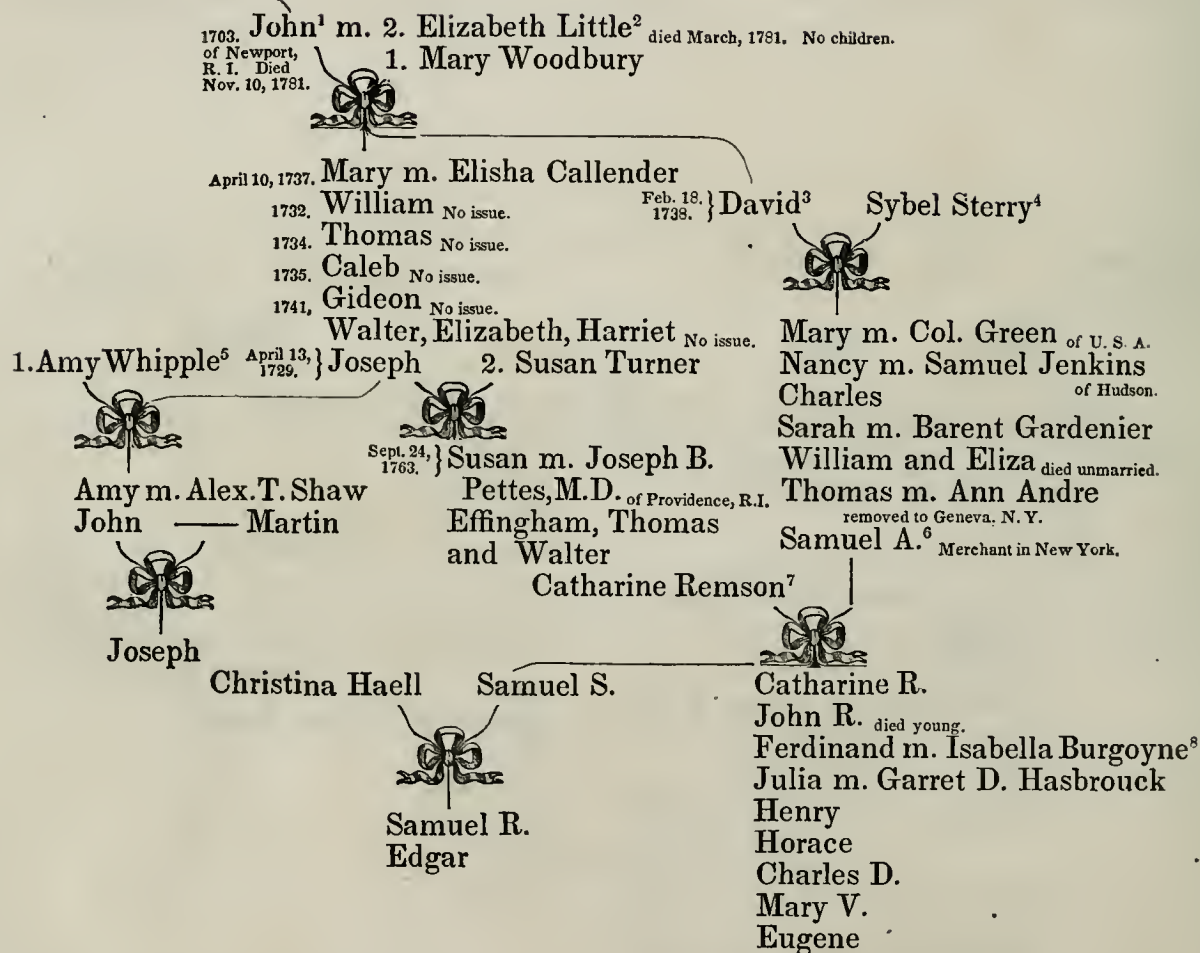 1703. John¹ m. 2. Elizabeth Little² died March, 1781. No children.
of Newport,
R. I. Died
Nov. 10, 1781.
1. Mary Woodbury
April 10, 1737. Mary m. Elisha Callender
1732. William No issue.
1734. Thomas No issue.
1735. Caleb No issue.
1741, Gideon No issue.
Walter, Elizabeth, Harriet No issue.
Feb. 18.
1738. } David³ Sybel Sterry⁴
1. Amy Whipple⁵ April 13,
1729. } Joseph 2. Susan Turner
Amy m. Alex. T. Shaw
John —— Martin
Joseph
Sept. 24,
1763. } Susan m. Joseph B.
Pettes, M.D. of Providence, R.I.
Effingham, Thomas
and Walter
Mary m. Col. Green of U. S. A.
Nancy m. Samuel Jenkins
of Hudson.
Charles
Sarah m. Barent Gardenier
William and Eliza died unmarried.
Thomas m. Ann Andre
removed to Geneva. N. Y.
Samuel A.⁶ Merchant in New York.
Catharine Remson⁷
Christina Haell Samuel S.
Samuel R.
Edgar
Catharine R.
John R. died young.
Ferdinand m. Isabella Burgoyne⁸
Julia m. Garret D. Hasbrouck
Henry
Horace
Charles D.
Mary V.
Eugene